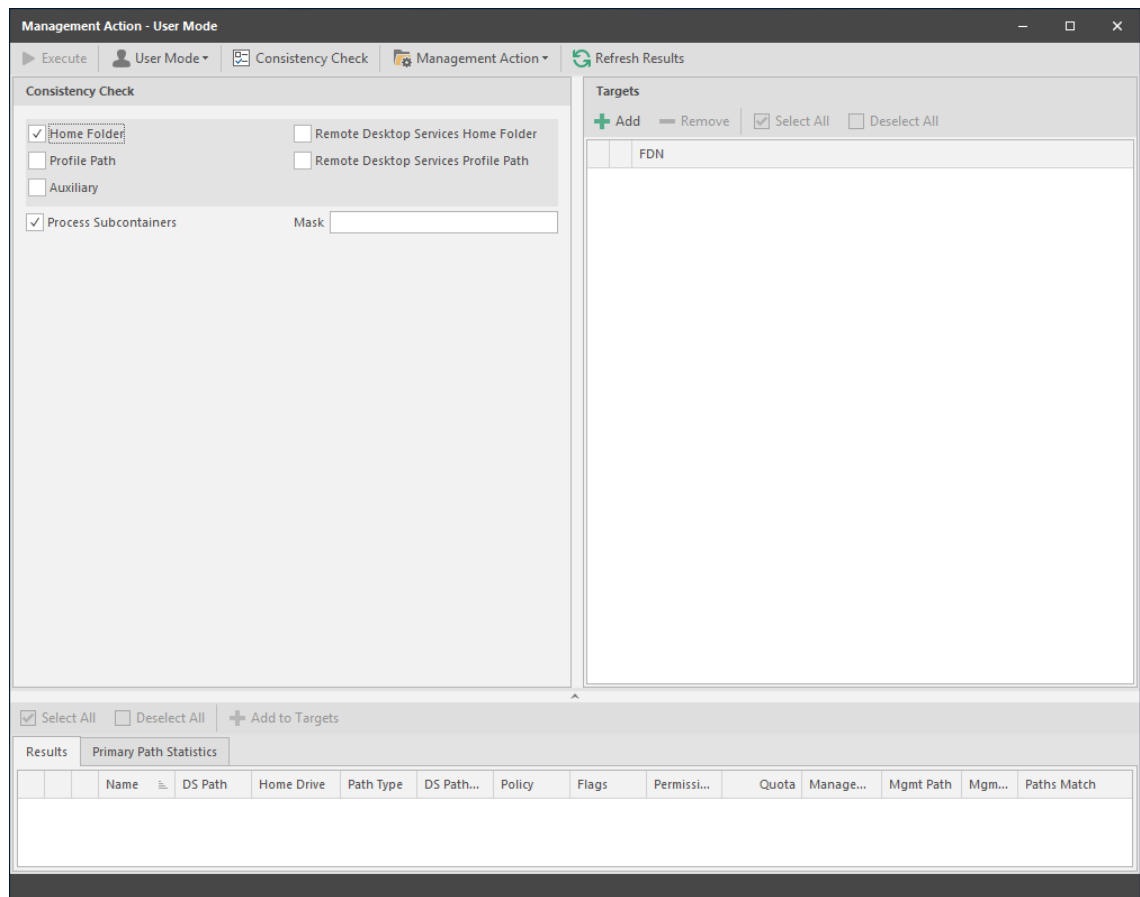 Management Action - User Mode
Execute User Mode Consistency Check Management Action Refresh Results
Consistency Check
Home Folder Remote Desktop Services Home Folder
Profile Path Remote Desktop Services Profile Path
Auxiliary
Process Subcontainers Mask
Targets
Add Remove Select All Deselect All
FDN
Select All Deselect All Add to Targets
Results Primary Path Statistics
Name DS Path Home Drive Path Type DS Path... Policy Flags Permissi... Quota Manage... Mgmt Path Mgm... Paths Match